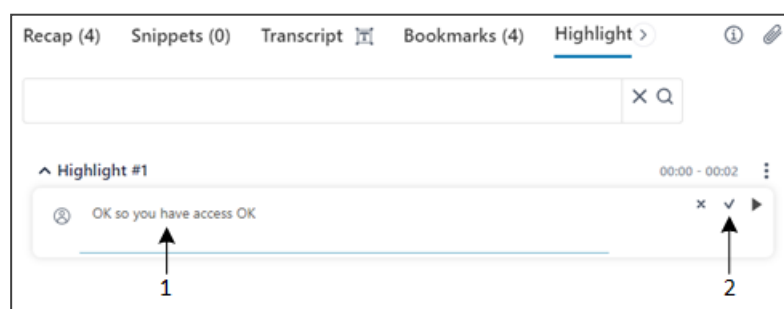 Recap (4) Snippets (0) Transcript Bookmarks (4) Highlight
Highlight #1 00:00 - 00:02
OK so you have access OK
1 2